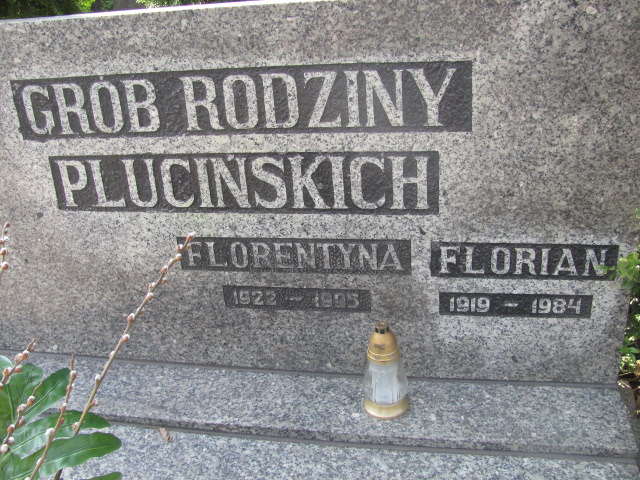 GRÓB RODZINY
PLUCIŃSKICH
FLORENTYNA FLORIAN
1922 – 1995 1919 – 1984